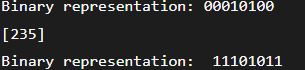 Binary representation: 00010100
[235]
Binary representation:  11101011